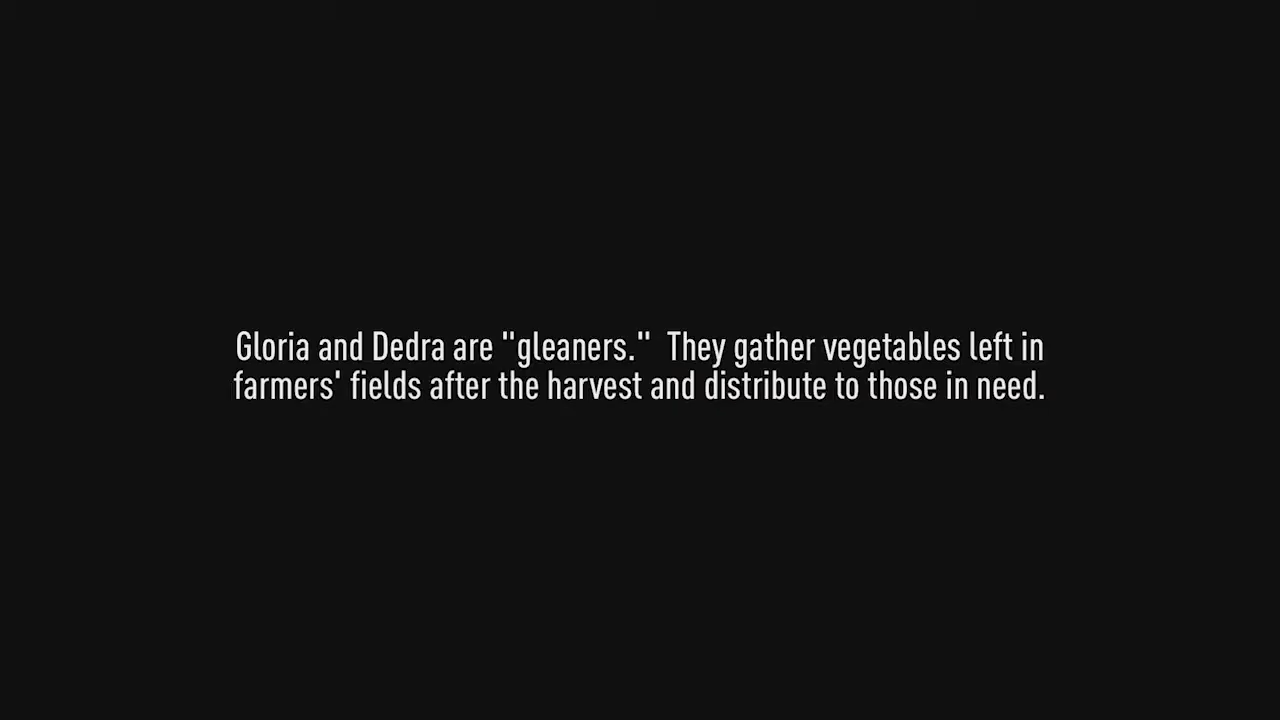 Gloria and Dedra are "gleaners."  They gather vegetables left in
farmers' fields after the harvest and distribute to those in need.